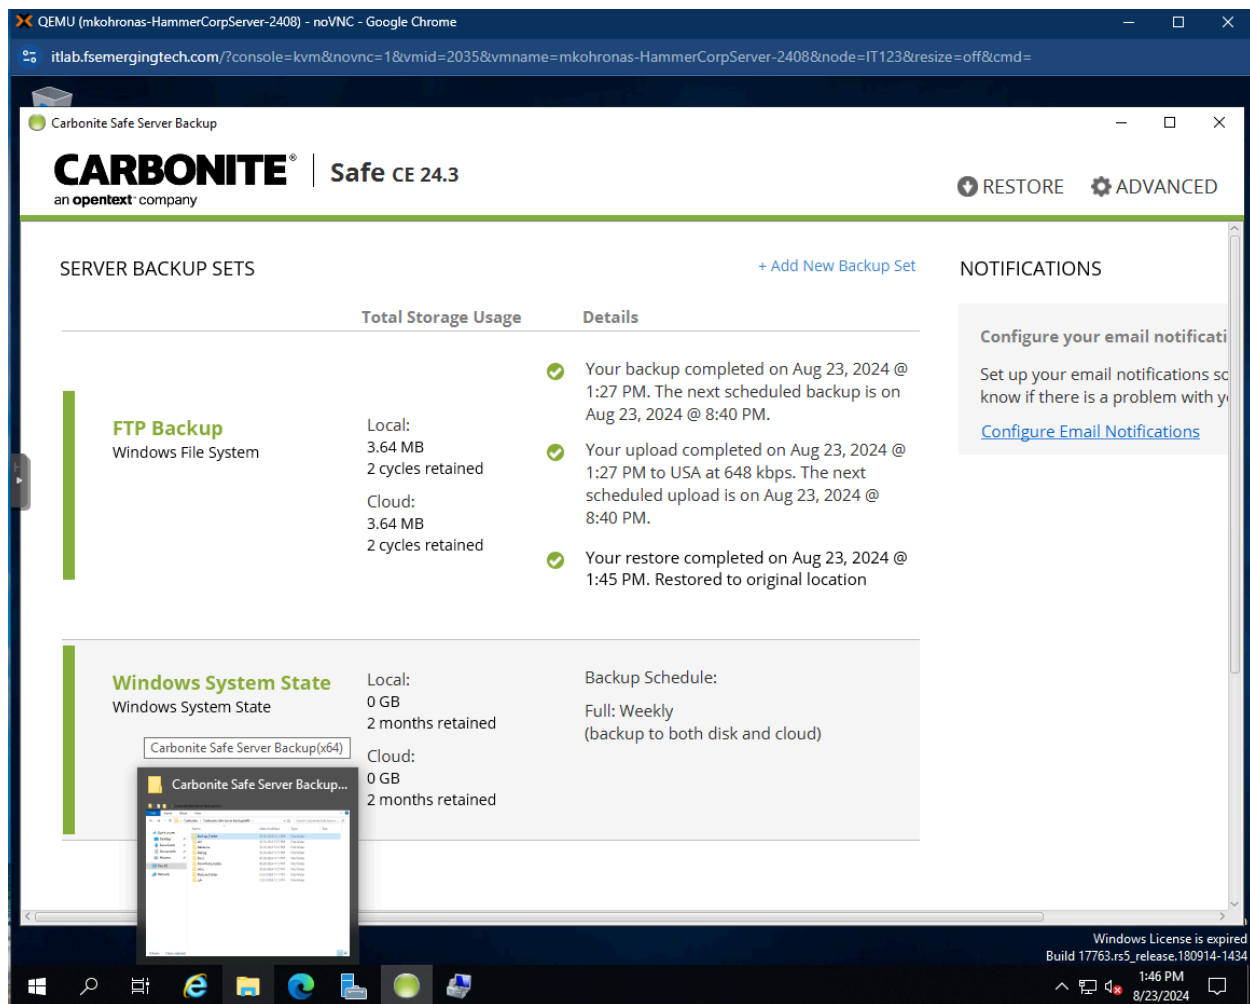 QEMU (mkohronas-HammerCorpServer-2408) - noVNC - Google Chrome
itlab.fsemergingtech.com/?console=kvm&novnc=1&vmid=2035&vmname=mkohronas-HammerCorpServer-2408&node=IT123&resize=off&cmd=
Carbonite Safe Server Backup
CARBONITE®
an opentext™ company
Safe CE 24.3
RESTORE
ADVANCED
SERVER BACKUP SETS
+ Add New Backup Set
Total Storage Usage
Details
FTP Backup
Windows File System
Local:
3.64 MB
2 cycles retained
Cloud:
3.64 MB
2 cycles retained
Your backup completed on Aug 23, 2024 @
1:27 PM. The next scheduled backup is on
Aug 23, 2024 @ 8:40 PM.
Your upload completed on Aug 23, 2024 @
1:27 PM to USA at 648 kbps. The next
scheduled upload is on Aug 23, 2024 @
8:40 PM.
Your restore completed on Aug 23, 2024 @
1:45 PM. Restored to original location
Windows System State
Windows System State
Local:
0 GB
2 months retained
Cloud:
0 GB
2 months retained
Backup Schedule:
Full: Weekly
(backup to both disk and cloud)
NOTIFICATIONS
Configure your email notificati
Set up your email notifications so
know if there is a problem with y
Configure Email Notifications
Carbonite Safe Server Backup(x64)
Carbonite Safe Server Backup...
Windows License is expired
Build 17763.rs5_release.180914-1434
1:46 PM
8/23/2024